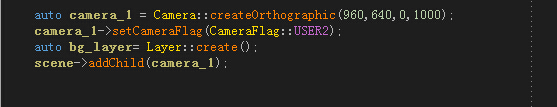 auto camera_1 = Camera::createOrthographic(960,640,0,1000);
camera_1->setCameraFlag(CameraFlag::USER2);
auto bg_layer= Layer::create();
scene->addChild(camera_1);